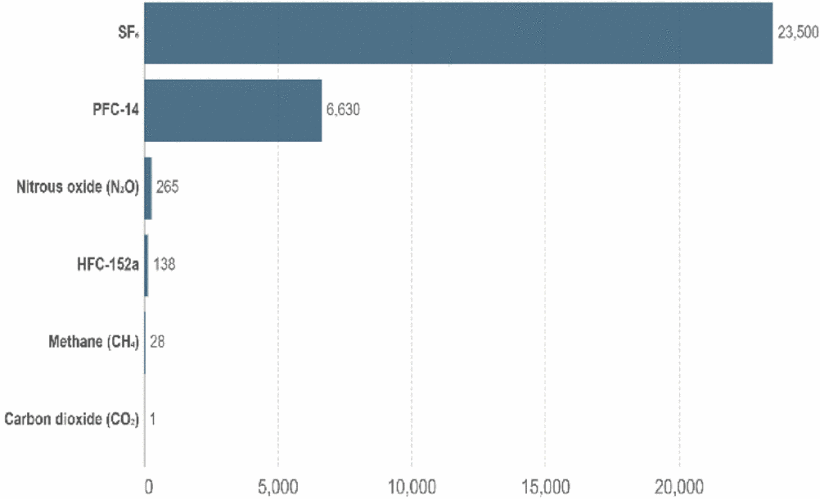 SF₆ 23,500
PFC-14 6,630
Nitrous oxide (N₂O) 265
HFC-152a 138
Methane (CH₄) 28
Carbon dioxide (CO₂) 1
0 5,000 10,000 15,000 20,000